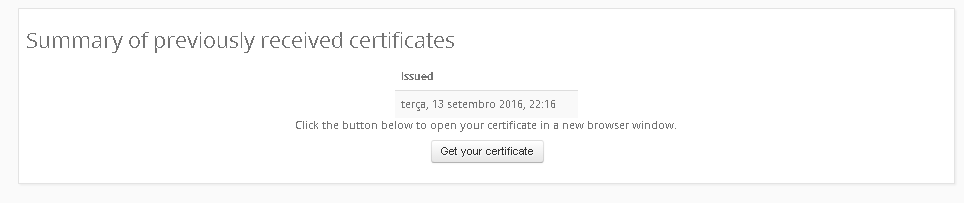 Summary of previously received certificates
Issued
terça, 13 setembro 2016, 22:16
Click the button below to open your certificate in a new browser window.
Get your certificate